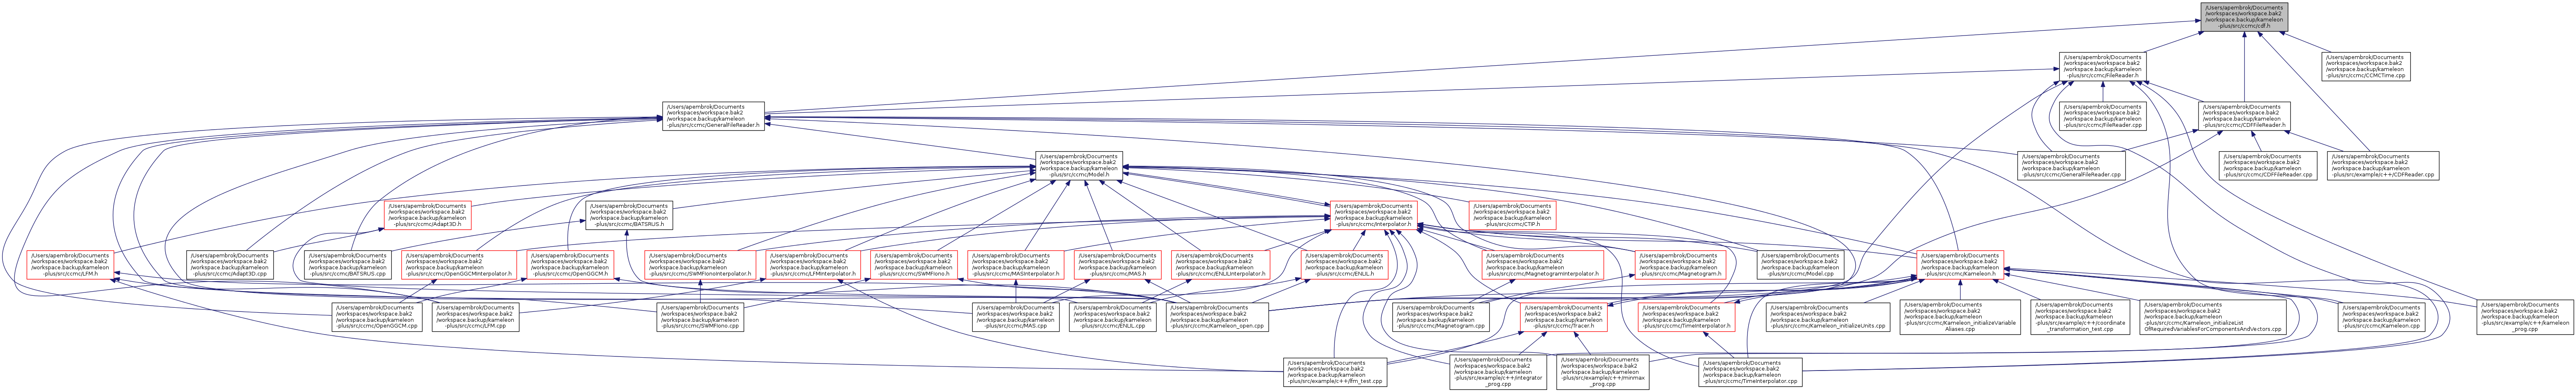 /Users/apembrok/Documents
/workspaces/workspace.bak2
/workspace.backup/kameleon
-plus/src/ccmc/cdf.h
/Users/apembrok/Documents
/workspaces/workspace.bak2
/workspace.backup/kameleon
-plus/src/ccmc/FileReader.h
/Users/apembrok/Documents
/workspaces/workspace.bak2
/workspace.backup/kameleon
-plus/src/ccmc/CCMCTime.cpp
/Users/apembrok/Documents
/workspaces/workspace.bak2
/workspace.backup/kameleon
-plus/src/ccmc/GeneralFileReader.h
/Users/apembrok/Documents
/workspaces/workspace.bak2
/workspace.backup/kameleon
-plus/src/ccmc/FileReader.cpp
/Users/apembrok/Documents
/workspaces/workspace.bak2
/workspace.backup/kameleon
-plus/src/ccmc/CDFFileReader.h
/Users/apembrok/Documents
/workspaces/workspace.bak2
/workspace.backup/kameleon
-plus/src/ccmc/Model.h
/Users/apembrok/Documents
/workspaces/workspace.bak2
/workspace.backup/kameleon
-plus/src/ccmc/GeneralFileReader.cpp
/Users/apembrok/Documents
/workspaces/workspace.bak2
/workspace.backup/kameleon
-plus/src/ccmc/CDFFileReader.cpp
/Users/apembrok/Documents
/workspaces/workspace.bak2
/workspace.backup/kameleon
-plus/src/example/c++/CDFReader.cpp
/Users/apembrok/Documents
/workspaces/workspace.bak2
/workspace.backup/kameleon
-plus/src/ccmc/Adapt3D.h
/Users/apembrok/Documents
/workspaces/workspace.bak2
/workspace.backup/kameleon
-plus/src/ccmc/BATSRUS.h
/Users/apembrok/Documents
/workspaces/workspace.bak2
/workspace.backup/kameleon
-plus/src/ccmc/Interpolator.h
/Users/apembrok/Documents
/workspaces/workspace.bak2
/workspace.backup/kameleon
-plus/src/ccmc/CTIP.h
/Users/apembrok/Documents
/workspaces/workspace.bak2
/workspace.backup/kameleon
-plus/src/ccmc/LFM.h
/Users/apembrok/Documents
/workspaces/workspace.bak2
/workspace.backup/kameleon
-plus/src/ccmc/Adapt3D.cpp
/Users/apembrok/Documents
/workspaces/workspace.bak2
/workspace.backup/kameleon
-plus/src/ccmc/BATSRUS.cpp
/Users/apembrok/Documents
/workspaces/workspace.bak2
/workspace.backup/kameleon
-plus/src/ccmc/OpenGGCMInterpolator.h
/Users/apembrok/Documents
/workspaces/workspace.bak2
/workspace.backup/kameleon
-plus/src/ccmc/OpenGGCM.h
/Users/apembrok/Documents
/workspaces/workspace.bak2
/workspace.backup/kameleon
-plus/src/ccmc/SWMFIonoInterpolator.h
/Users/apembrok/Documents
/workspaces/workspace.bak2
/workspace.backup/kameleon
-plus/src/ccmc/LFMInterpolator.h
/Users/apembrok/Documents
/workspaces/workspace.bak2
/workspace.backup/kameleon
-plus/src/ccmc/SWMFIono.h
/Users/apembrok/Documents
/workspaces/workspace.bak2
/workspace.backup/kameleon
-plus/src/ccmc/MASInterpolator.h
/Users/apembrok/Documents
/workspaces/workspace.bak2
/workspace.backup/kameleon
-plus/src/ccmc/MAS.h
/Users/apembrok/Documents
/workspaces/workspace.bak2
/workspace.backup/kameleon
-plus/src/ccmc/ENLILInterpolator.h
/Users/apembrok/Documents
/workspaces/workspace.bak2
/workspace.backup/kameleon
-plus/src/ccmc/ENLIL.h
/Users/apembrok/Documents
/workspaces/workspace.bak2
/workspace.backup/kameleon
-plus/src/ccmc/MagnetogramInterpolator.h
/Users/apembrok/Documents
/workspaces/workspace.bak2
/workspace.backup/kameleon
-plus/src/ccmc/Magnetogram.h
/Users/apembrok/Documents
/workspaces/workspace.bak2
/workspace.backup/kameleon
-plus/src/ccmc/Model.cpp
/Users/apembrok/Documents
/workspaces/workspace.bak2
/workspace.backup/kameleon
-plus/src/ccmc/Kameleon.h
/Users/apembrok/Documents
/workspaces/workspace.bak2
/workspace.backup/kameleon
-plus/src/ccmc/OpenGGCM.cpp
/Users/apembrok/Documents
/workspaces/workspace.bak2
/workspace.backup/kameleon
-plus/src/ccmc/LFM.cpp
/Users/apembrok/Documents
/workspaces/workspace.bak2
/workspace.backup/kameleon
-plus/src/ccmc/SWMFIono.cpp
/Users/apembrok/Documents
/workspaces/workspace.bak2
/workspace.backup/kameleon
-plus/src/ccmc/MAS.cpp
/Users/apembrok/Documents
/workspaces/workspace.bak2
/workspace.backup/kameleon
-plus/src/ccmc/ENLIL.cpp
/Users/apembrok/Documents
/workspaces/workspace.bak2
/workspace.backup/kameleon
-plus/src/ccmc/Kameleon_open.cpp
/Users/apembrok/Documents
/workspaces/workspace.bak2
/workspace.backup/kameleon
-plus/src/ccmc/Magnetogram.cpp
/Users/apembrok/Documents
/workspaces/workspace.bak2
/workspace.backup/kameleon
-plus/src/ccmc/Tracer.h
/Users/apembrok/Documents
/workspaces/workspace.bak2
/workspace.backup/kameleon
-plus/src/ccmc/TimeInterpolator.h
/Users/apembrok/Documents
/workspaces/workspace.bak2
/workspace.backup/kameleon
-plus/src/ccmc/Kameleon_initializeUnits.cpp
/Users/apembrok/Documents
/workspaces/workspace.bak2
/workspace.backup/kameleon
-plus/src/ccmc/Kameleon_initializeVariable
Aliases.cpp
/Users/apembrok/Documents
/workspaces/workspace.bak2
/workspace.backup/kameleon
-plus/src/example/c++/coordinate
_transformation_test.cpp
/Users/apembrok/Documents
/workspaces/workspace.bak2
/workspace.backup/kameleon
-plus/src/ccmc/Kameleon_initializeList
OfRequiredVariablesForComponentsAndVectors.cpp
/Users/apembrok/Documents
/workspaces/workspace.bak2
/workspace.backup/kameleon
-plus/src/ccmc/Kameleon.cpp
/Users/apembrok/Documents
/workspaces/workspace.bak2
/workspace.backup/kameleon
-plus/src/example/c++/kameleon
_prog.cpp
/Users/apembrok/Documents
/workspaces/workspace.bak2
/workspace.backup/kameleon
-plus/src/example/c++/lfm_test.cpp
/Users/apembrok/Documents
/workspaces/workspace.bak2
/workspace.backup/kameleon
-plus/src/example/c++/integrator
_prog.cpp
/Users/apembrok/Documents
/workspaces/workspace.bak2
/workspace.backup/kameleon
-plus/src/example/c++/minmax
_prog.cpp
/Users/apembrok/Documents
/workspaces/workspace.bak2
/workspace.backup/kameleon
-plus/src/ccmc/TimeInterpolator.cpp